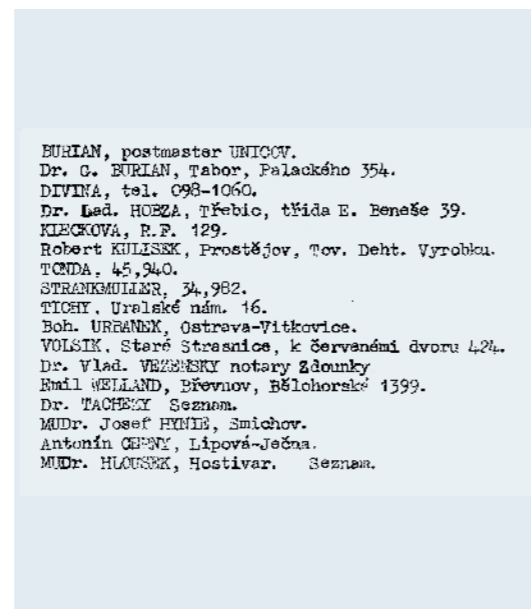 BURIAN, postmaster UNICOV.
Dr. G. BURIAN, Tabor, Palackého 354.
DIVINA, tel. 098-1060.
Dr. Lad. HOBZA, Třebic, třida E. Beneše 39.
KLECKOVA, R.P. 129.
Robert KULISEK, Prostějov, Tov. Deht. Vyrobku.
TONDA, 45,940.
STRANKMULLER, 34,982.
TICHY, Uralské nám. 16.
Boh. URBANEK, Ostrava-Vitkovice.
VOLSIK, Staré Strasnice, k červenémi dvoru 424.
Dr. Vlad. VEZENSKY notary Zdounky
Emil WELLAND, Břevnov, Bělohorské 1399.
Dr. TACHEZY Seznam.
MUDr. Josef HYNIE, Smichov.
Antonín CERNY, Lipová-Ječna.
MUDr. HLOUSEK, Hostivar. Seznam.